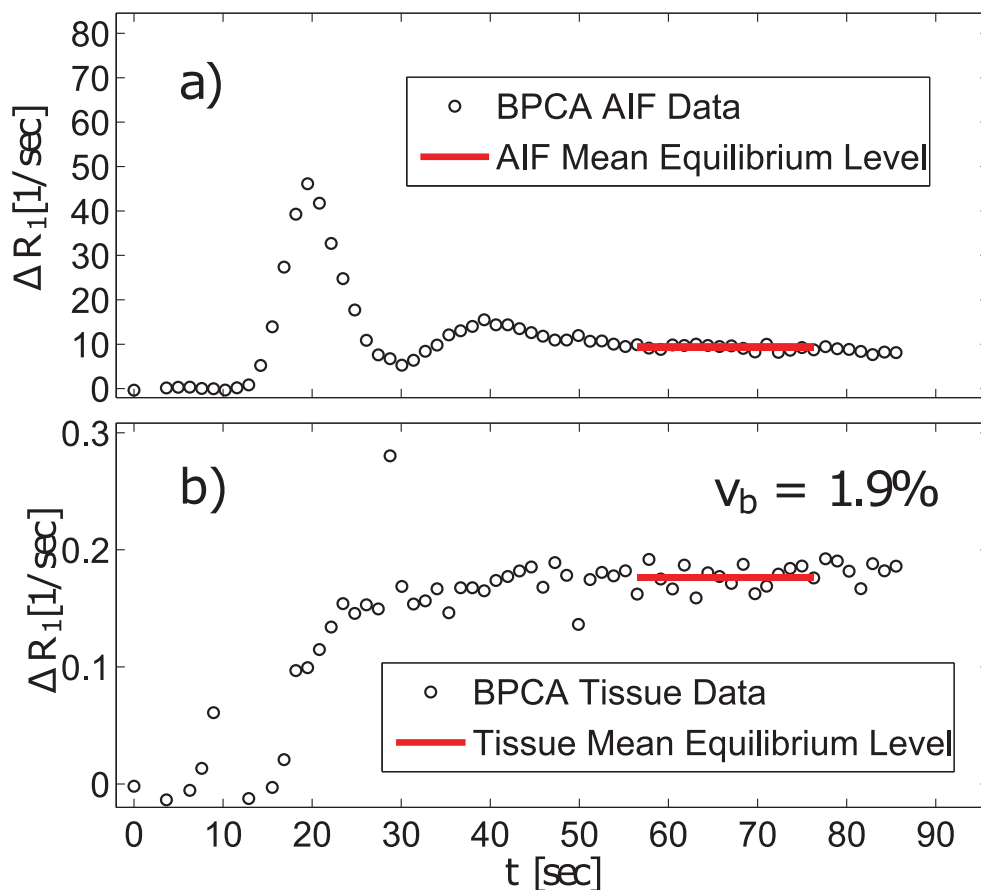 80
70
60
50
40
30
20
10
0
Δ R1[1/sec]
a)
BPCA AIF Data
AIF Mean Equilibrium Level
0.3
0.2
0.1
0
Δ R1[1/sec]
b)
vb = 1.9%
BPCA Tissue Data
Tissue Mean Equilibrium Level
0 10 20 30 40 50 60 70 80 90
t [sec]